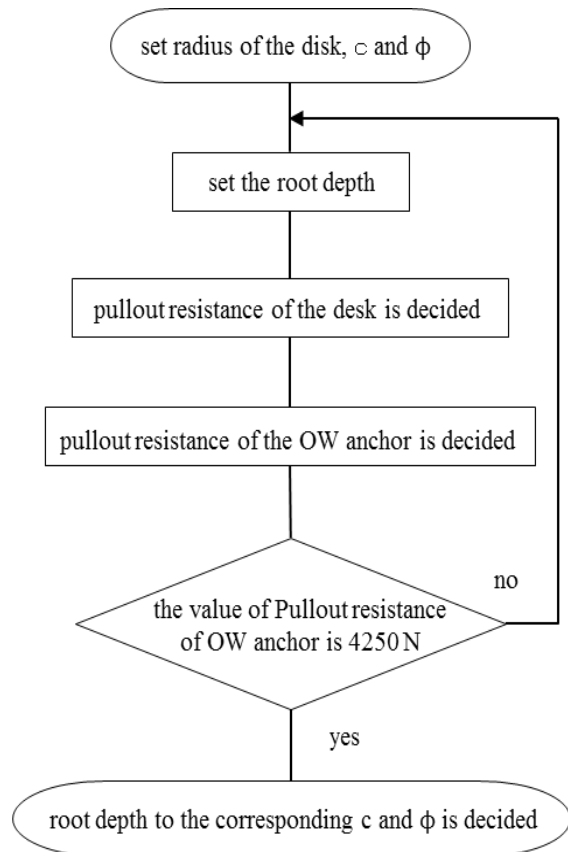 set radius of the disk, c and ϕ
set the root depth
pullout resistance of the desk is decided
pullout resistance of the OW anchor is decided
the value of Pullout resistance
of OW anchor is 4250 N
no
yes
root depth to the corresponding c and ϕ is decided